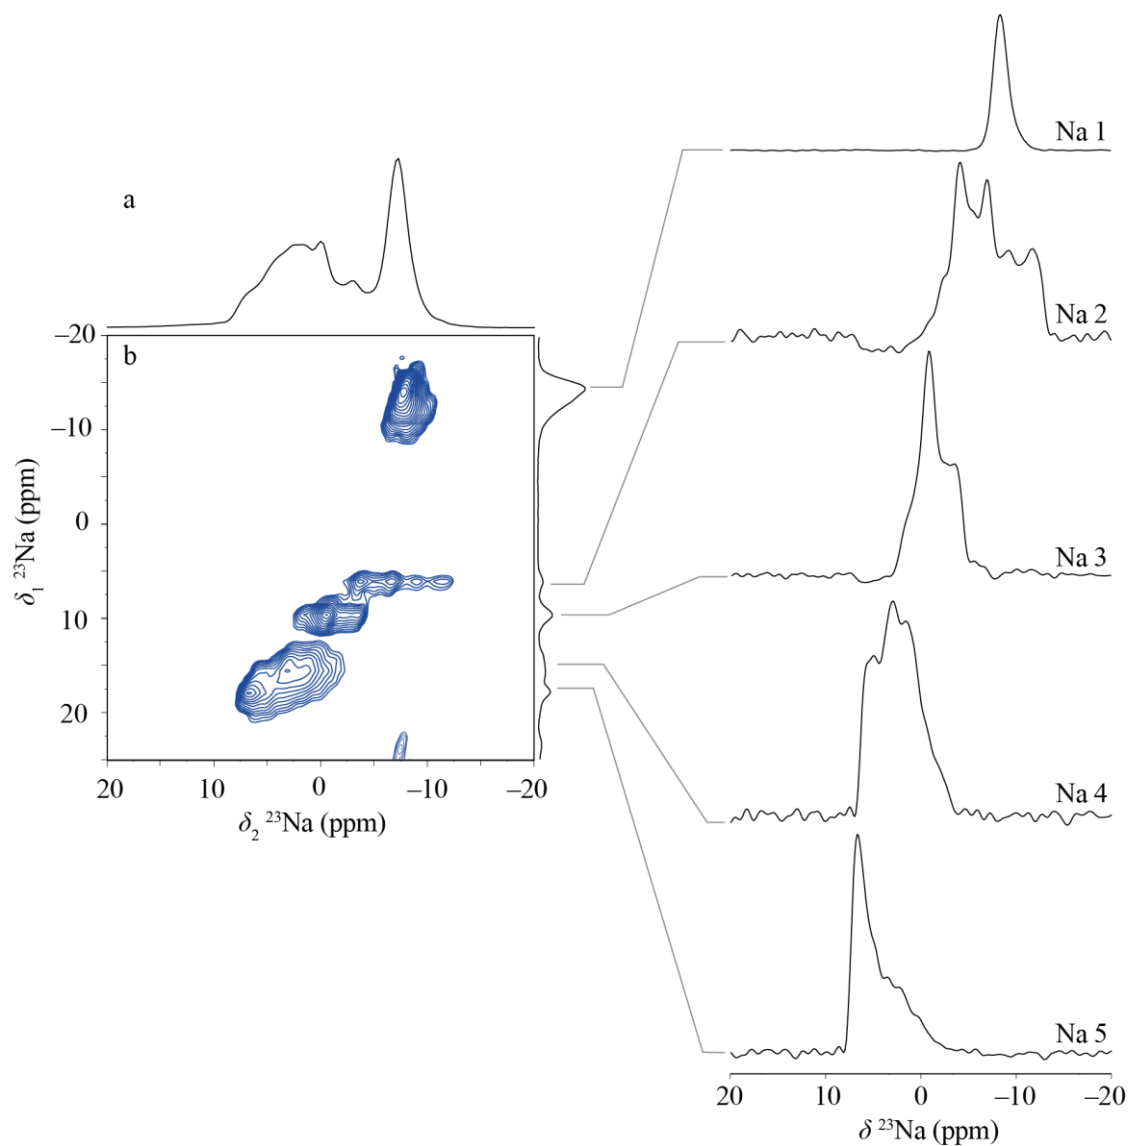 Na 1
a
Na 2
–20
b
–10
0
10
20
δ1 23Na (ppm)
20 10 0 –10 –20
δ2 23Na (ppm)
Na 3
Na 4
Na 5
20 10 0 –10 –20
δ 23Na (ppm)